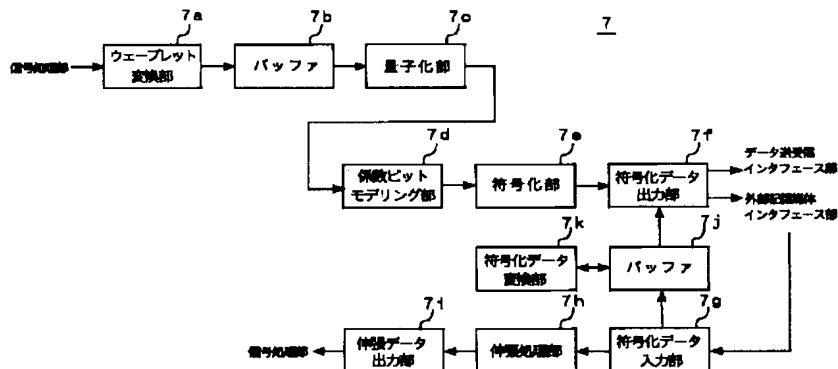 7a
7b
7c
7
信号処理部
ウェーブレット
変換部
バッファ
量子化部
7d
7e
7f
係数ビット
モデリング部
符号化部
符号化データ
出力部
データ送受信
インタフェース部
外部記録媒体
インタフェース部
7k
7j
符号化データ
変換部
バッファ
7i
7h
7g
信号処理部
伸張データ
出力部
伸張処理部
符号化データ
入力部